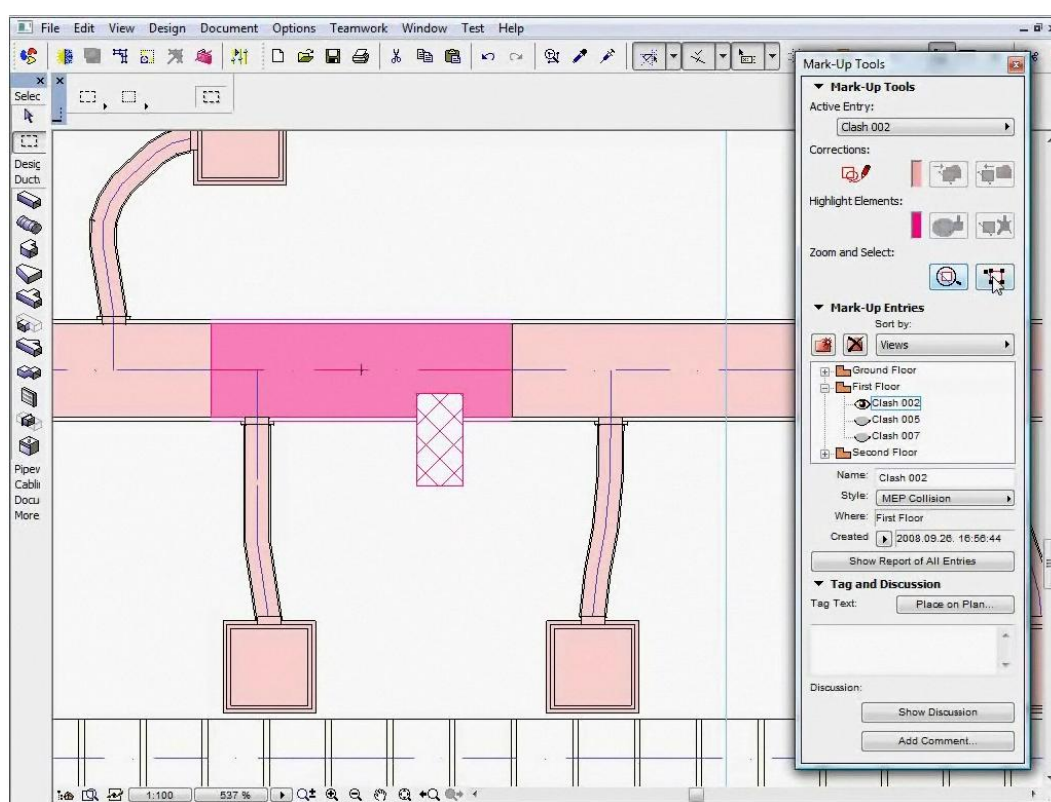 File Edit View Design Document Options Teamwork Window Test Help
Mark-Up Tools
Selec
Mark-Up Tools
Active Entry:
Clash 002
Corrections:
Desig
Ducti
Highlight Elements:
Zoom and Select:
Mark-Up Entries
Sort by:
Views
Ground Floor
First Floor
Clash 002
Clash 005
Clash 007
Second Floor
Pipev
Cablii
Docu
More
Name: Clash 002
Style: MEP Collision
Where: First Floor
Created 2008.09.26. 16:56:44
Show Report of All Entries
Tag and Discussion
Tag Text: Place on Plan...
Discussion:
Show Discussion
Add Comment...
1:100 537 %